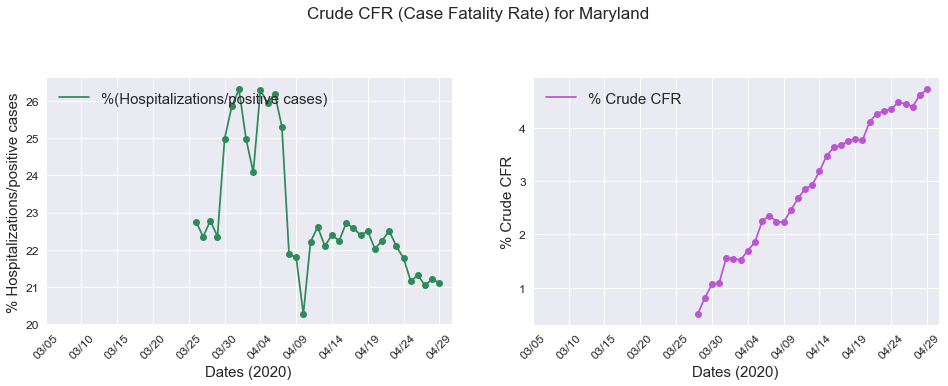 Crude CFR (Case Fatality Rate) for Maryland
% Hospitalizations/positive cases
26
25
24
23
22
21
20
%(Hospitalizations/positive cases)
03/05 03/10 03/15 03/20 03/25 03/30 04/04 04/09 04/14 04/19 04/24 04/29
Dates (2020)
% Crude CFR
4
3
2
1
% Crude CFR
03/05 03/10 03/15 03/20 03/25 03/30 04/04 04/09 04/14 04/19 04/24 04/29
Dates (2020)